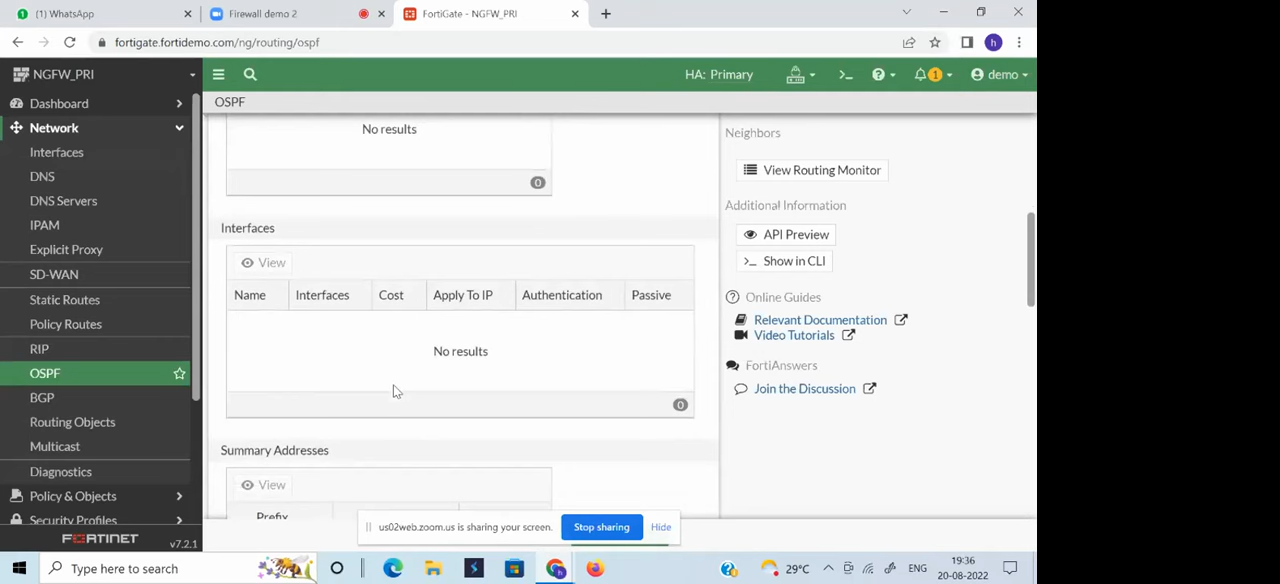 (1) WhatsApp
Firewall demo 2
FortiGate - NGFW_PRI
fortigate.fortidemo.com/ng/routing/ospf
h
NGFW_PRI
HA: Primary
1
demo
Dashboard
OSPF
Network
Interfaces
DNS
DNS Servers
IPAM
Explicit Proxy
SD-WAN
Static Routes
Policy Routes
RIP
OSPF
BGP
Routing Objects
Multicast
Diagnostics
Policy & Objects
Security Profiles
FORTINET
v7.2.1
No results
0
Interfaces
View
Name
Interfaces
Cost
Apply To IP
Authentication
Passive
No results
0
Summary Addresses
View
Prefix
Neighbors
View Routing Monitor
Additional Information
API Preview
>_ Show in CLI
Online Guides
Relevant Documentation
Video Tutorials
FortiAnswers
Join the Discussion
us02web.zoom.us is sharing your screen.
Stop sharing
Hide
Type here to search
29°C
ENG
19:36
20-08-2022